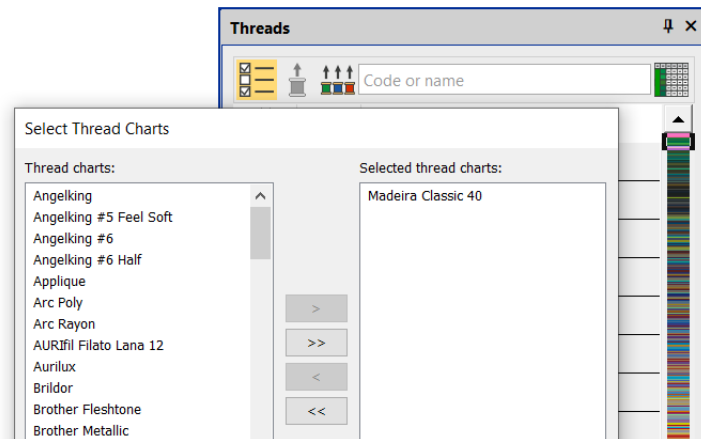 Threads
Code or name
Select Thread Charts
Thread charts:
Angelking
Angelking #5 Feel Soft
Angelking #6
Angelking #6 Half
Applique
Arc Poly
Arc Rayon
AURIfil Filato Lana 12
Aurilux
Brildor
Brother Fleshtone
Brother Metallic
>
>>
<
<<
Selected thread charts:
Madeira Classic 40